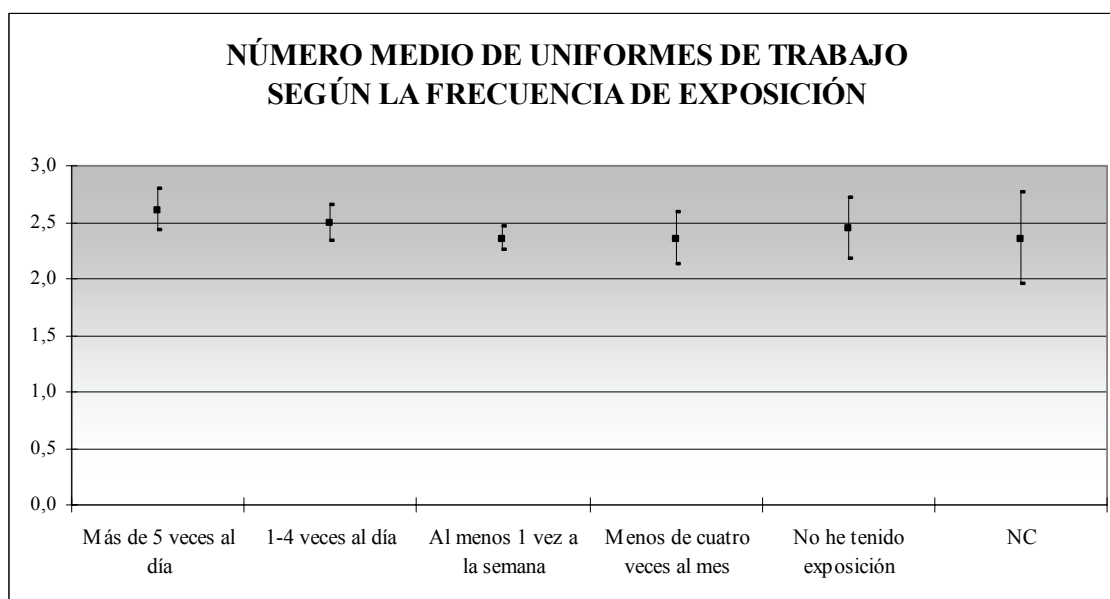 NÚMERO MEDIO DE UNIFORMES DE TRABAJO
SEGÚN LA FRECUENCIA DE EXPOSICIÓN
3,0
2,5
2,0
1,5
1,0
0,5
0,0
Más de 5 veces al
día
1-4 veces al día
Al menos 1 vez a
la semana
Menos de cuatro
veces al mes
No he tenido
exposición
NC